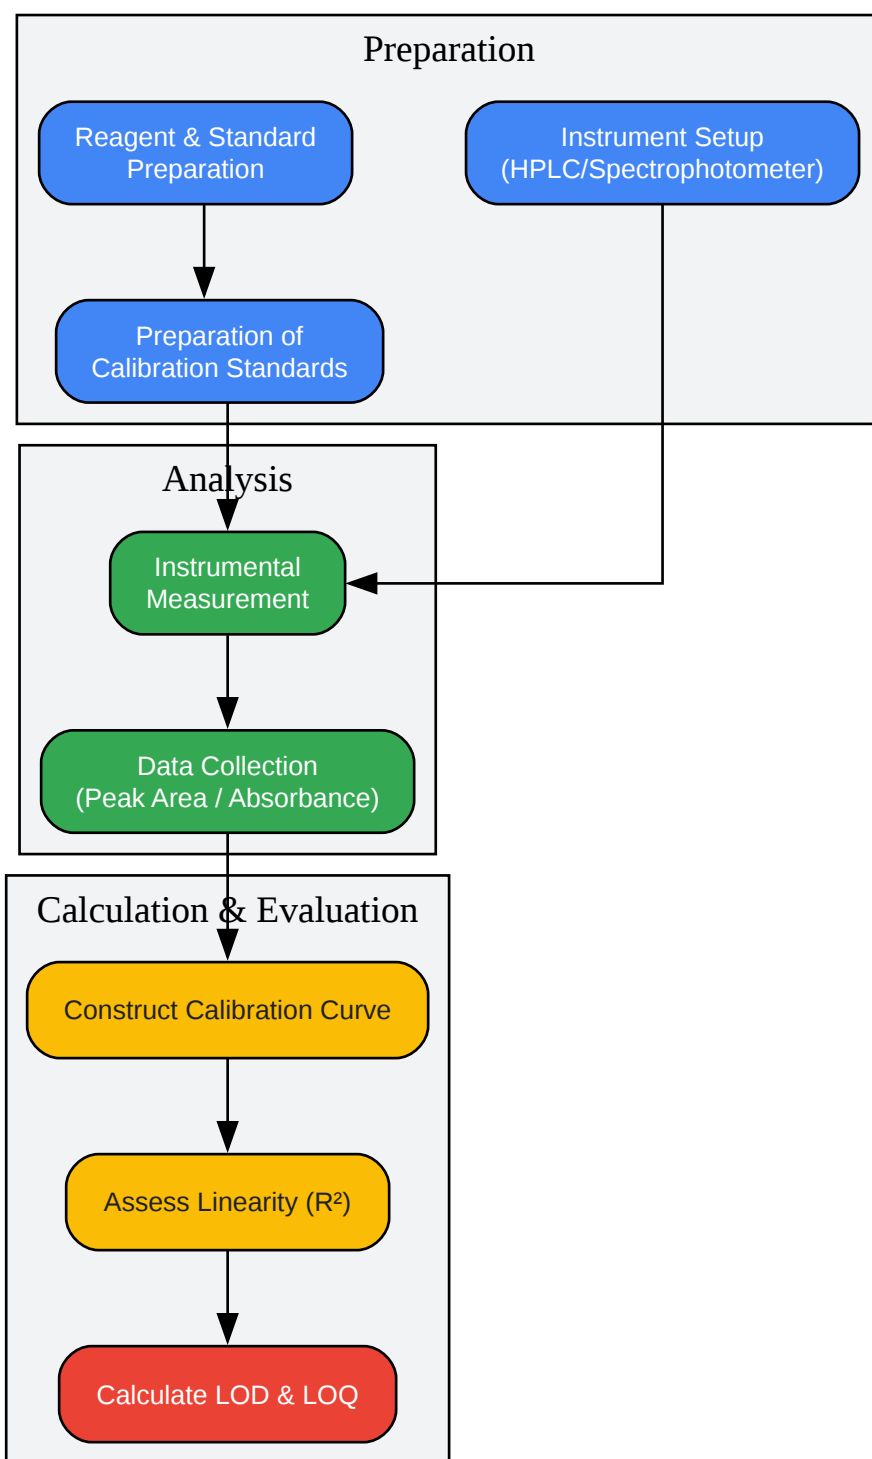 Preparation
Reagent & Standard
Preparation
Instrument Setup
(HPLC/Spectrophotometer)
Preparation of
Calibration Standards
Analysis
Instrumental
Measurement
Data Collection
(Peak Area / Absorbance)
Calculation & Evaluation
Construct Calibration Curve
Assess Linearity (R²)
Calculate LOD & LOQ